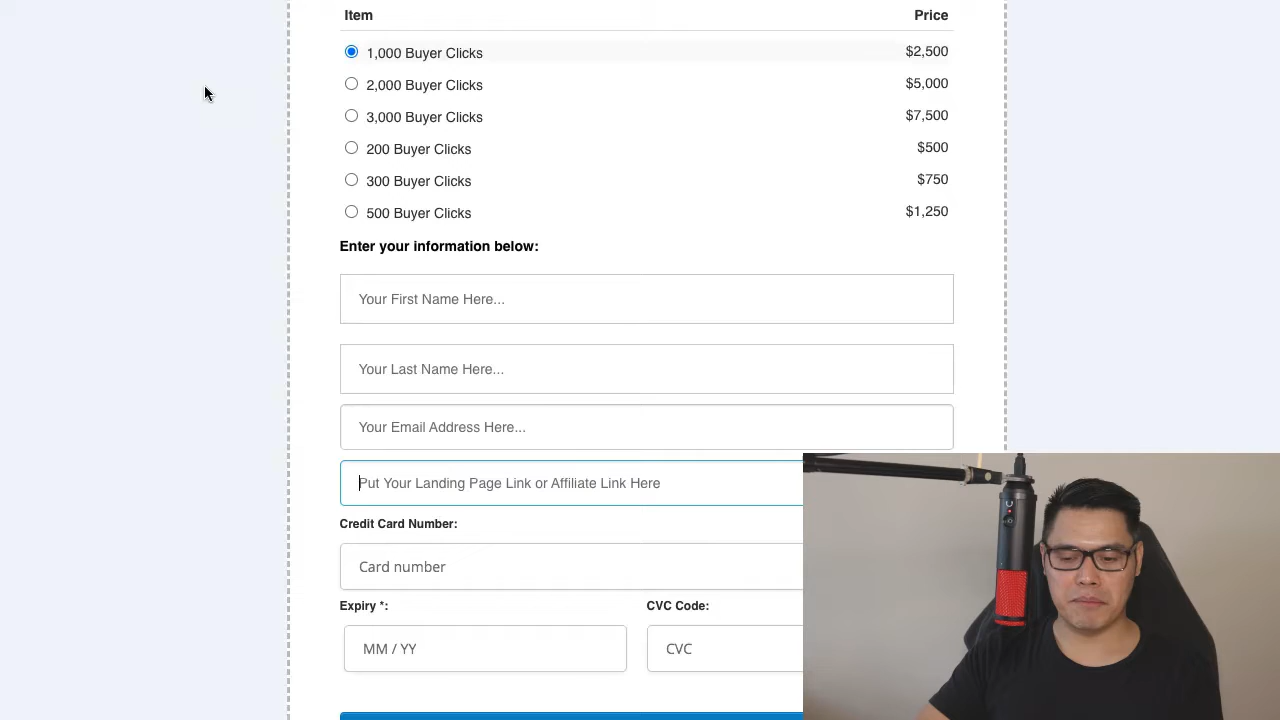 Item Price
1,000 Buyer Clicks $2,500
2,000 Buyer Clicks $5,000
3,000 Buyer Clicks $7,500
200 Buyer Clicks $500
300 Buyer Clicks $750
500 Buyer Clicks $1,250
Enter your information below:
Your First Name Here...
Your Last Name Here...
Your Email Address Here...
Put Your Landing Page Link or Affiliate Link Here
Credit Card Number:
Card number
Expiry *: CVC Code:
MM / YY CVC